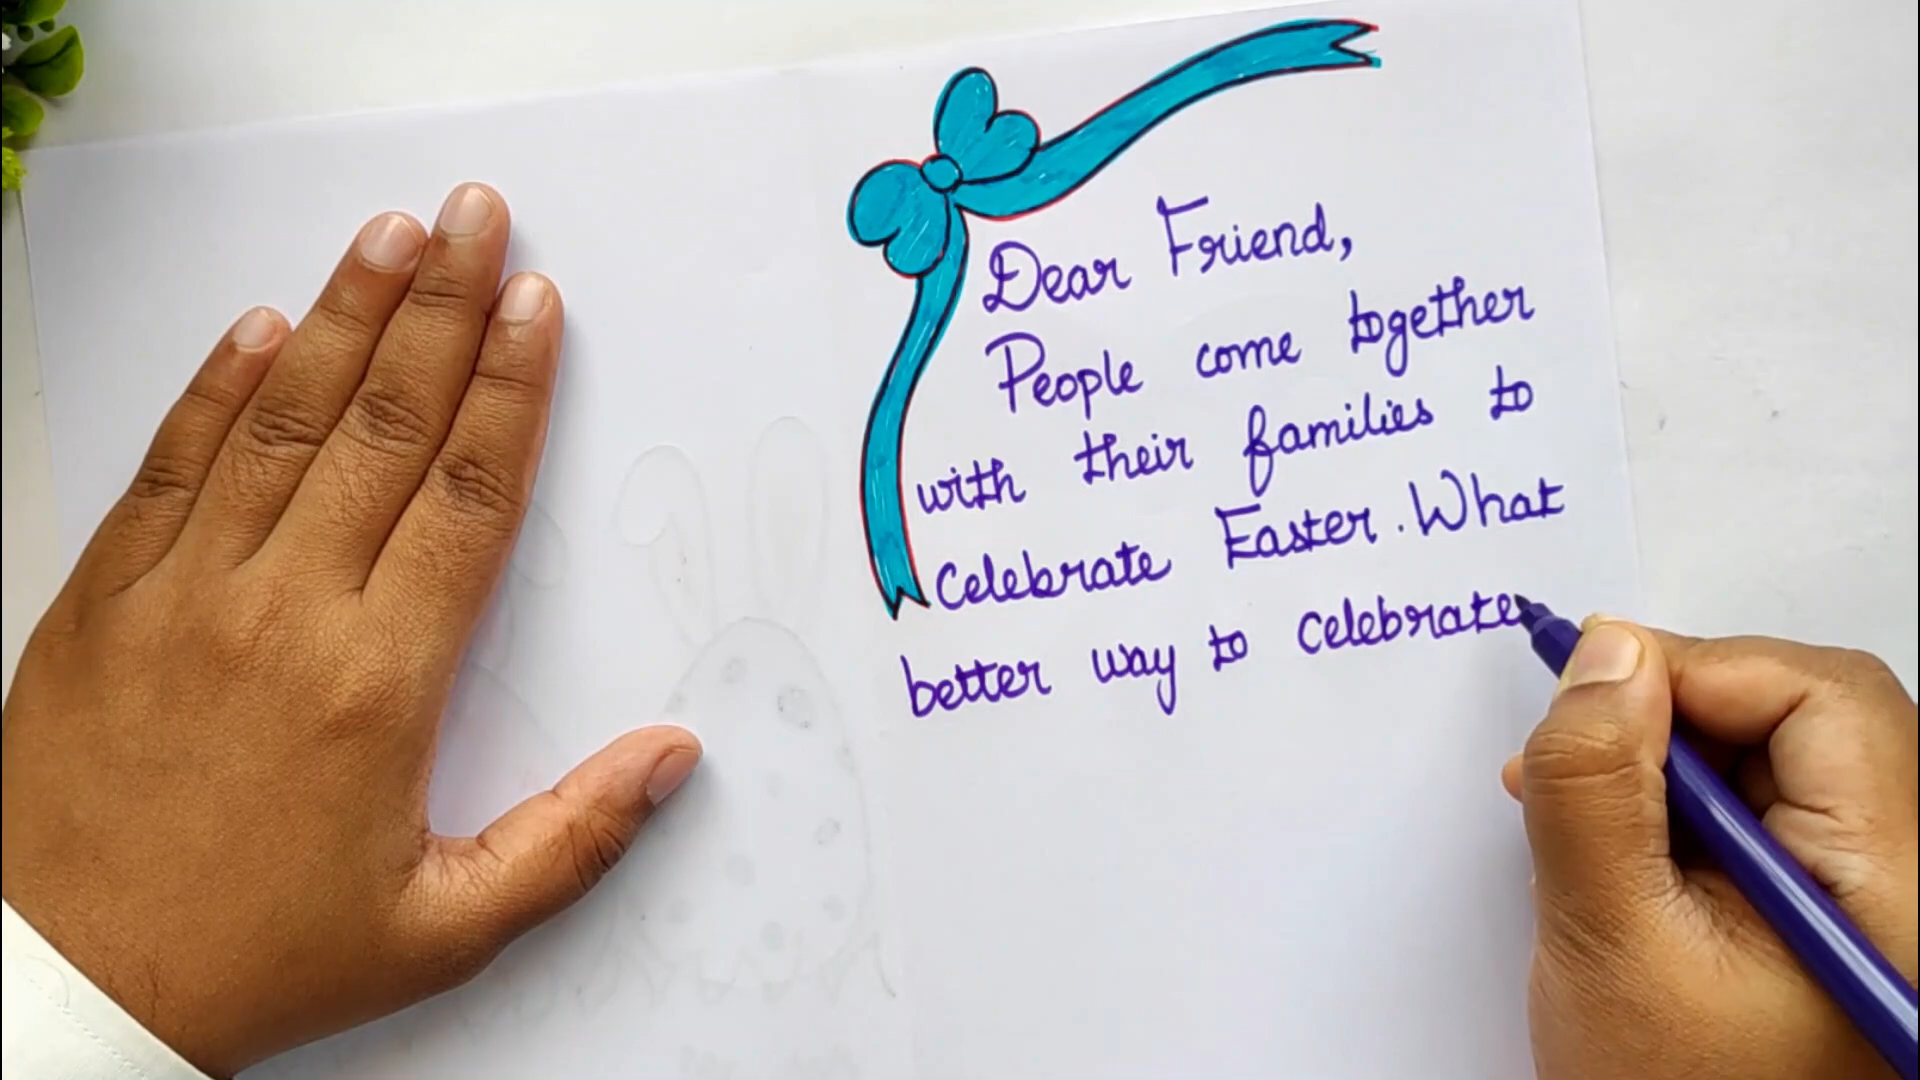 Dear Friend,
People come together
with their families to
celebrate Easter. What
better way to celebrate